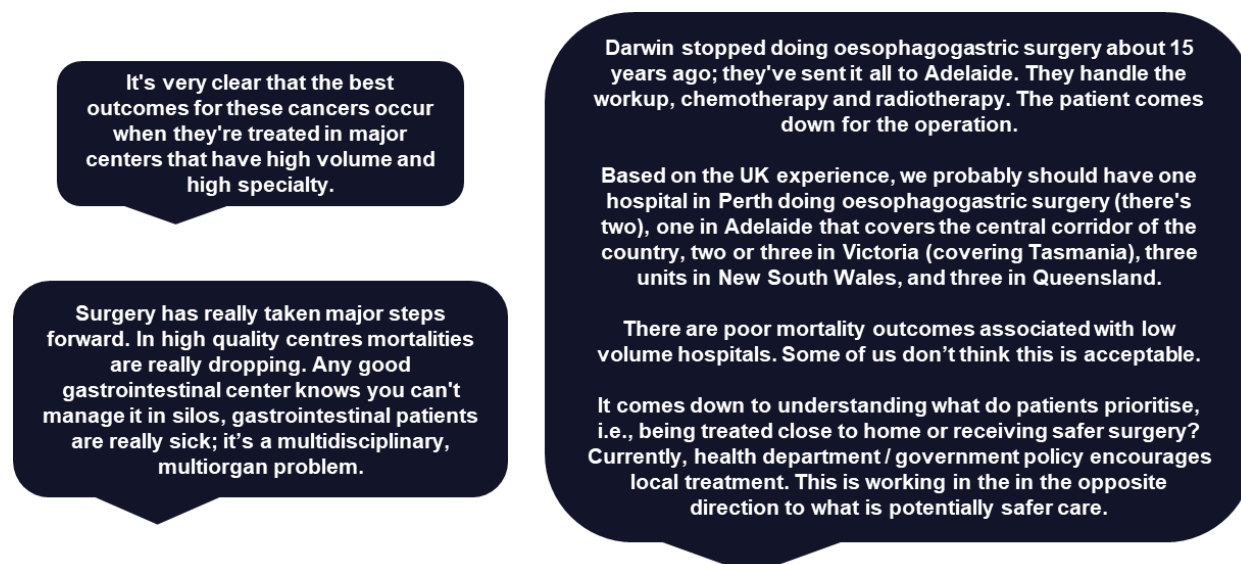 It's very clear that the best
outcomes for these cancers occur
when they're treated in major
centers that have high volume and
high specialty.
Surgery has really taken major steps
forward. In high quality centres mortalities
are really dropping. Any good
gastrointestinal center knows you can't
manage it in silos, gastrointestinal patients
are really sick; it’s a multidisciplinary,
multiorgan problem.
Darwin stopped doing oesophagogastric surgery about 15
years ago; they've sent it all to Adelaide. They handle the
workup, chemotherapy and radiotherapy. The patient comes
down for the operation.
Based on the UK experience, we probably should have one
hospital in Perth doing oesophagogastric surgery (there's
two), one in Adelaide that covers the central corridor of the
country, two or three in Victoria (covering Tasmania), three
units in New South Wales, and three in Queensland.
There are poor mortality outcomes associated with low
volume hospitals. Some of us don’t think this is acceptable.
It comes down to understanding what do patients prioritise,
i.e., being treated close to home or receiving safer surgery?
Currently, health department / government policy encourages
local treatment. This is working in the in the opposite
direction to what is potentially safer care.